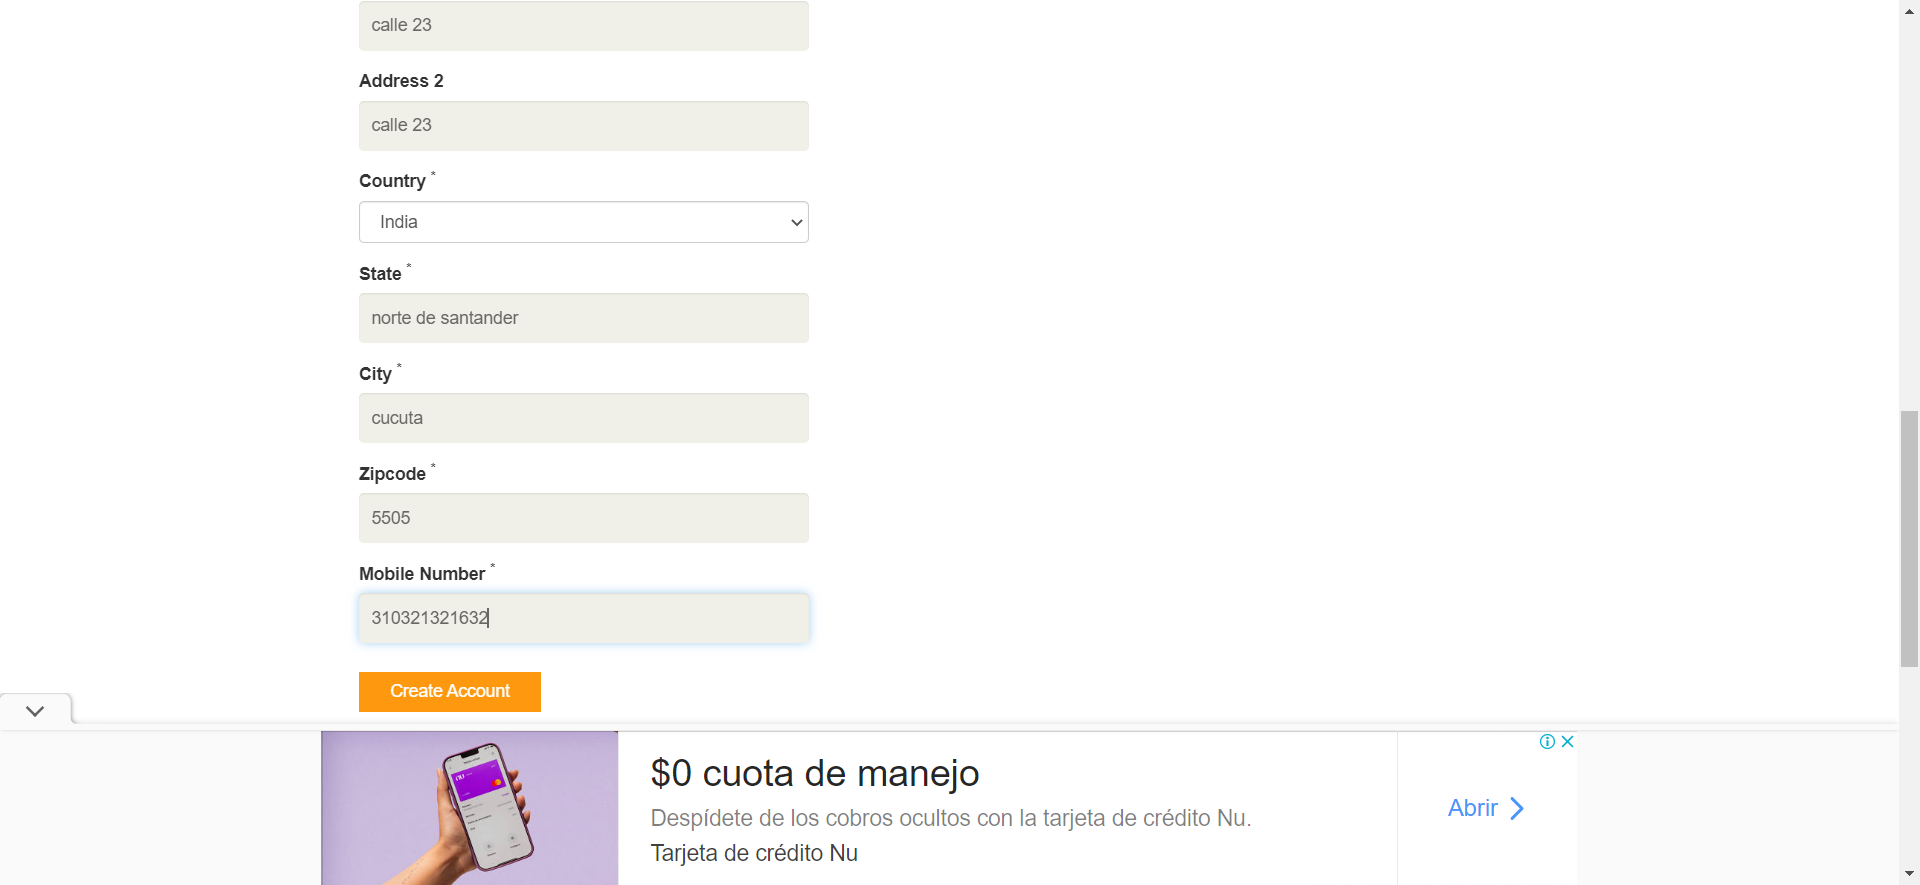 calle 23
Address 2
calle 23
Country *
India
State *
norte de santander
City *
cucuta
Zipcode *
5505
Mobile Number *
310321321632
Create Account
$0 cuota de manejo
Despídete de los cobros ocultos con la tarjeta de crédito Nu.
Tarjeta de crédito Nu
Abrir